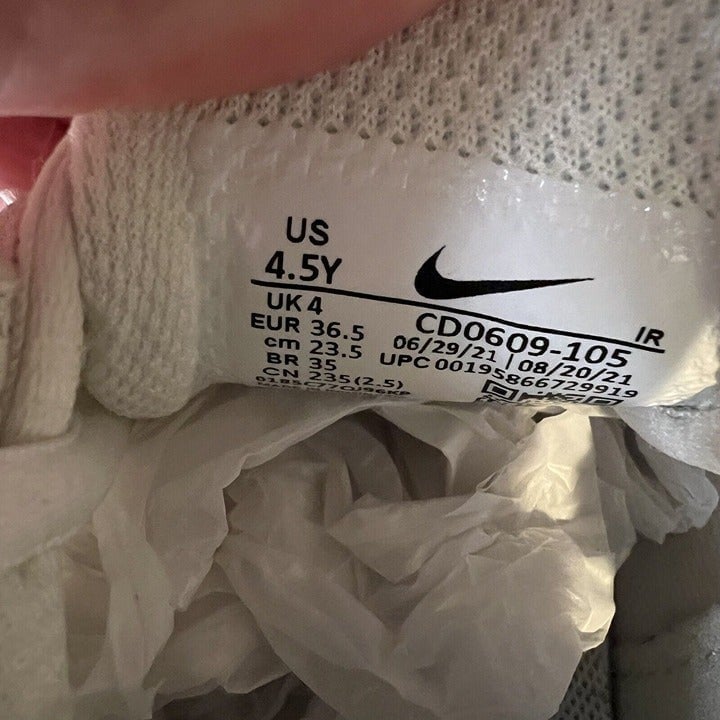 US
4.5Y
UK 4
EUR 36.5
cm 23.5
BR 35
CN 235(2.5)
IR
CD0609-105
06/29/21 | 08/20/21
UPC 00195866729919